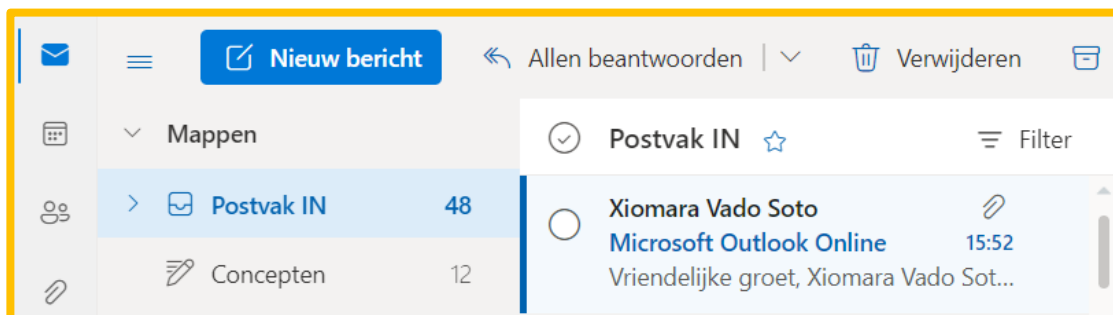 Nieuw bericht Allen beantwoorden Verwijderen
Mappen
Postvak IN 48
Concepten 12
Postvak IN Filter
Xiomara Vado Soto
Microsoft Outlook Online 15:52
Vriendelijke groet, Xiomara Vado Sot...